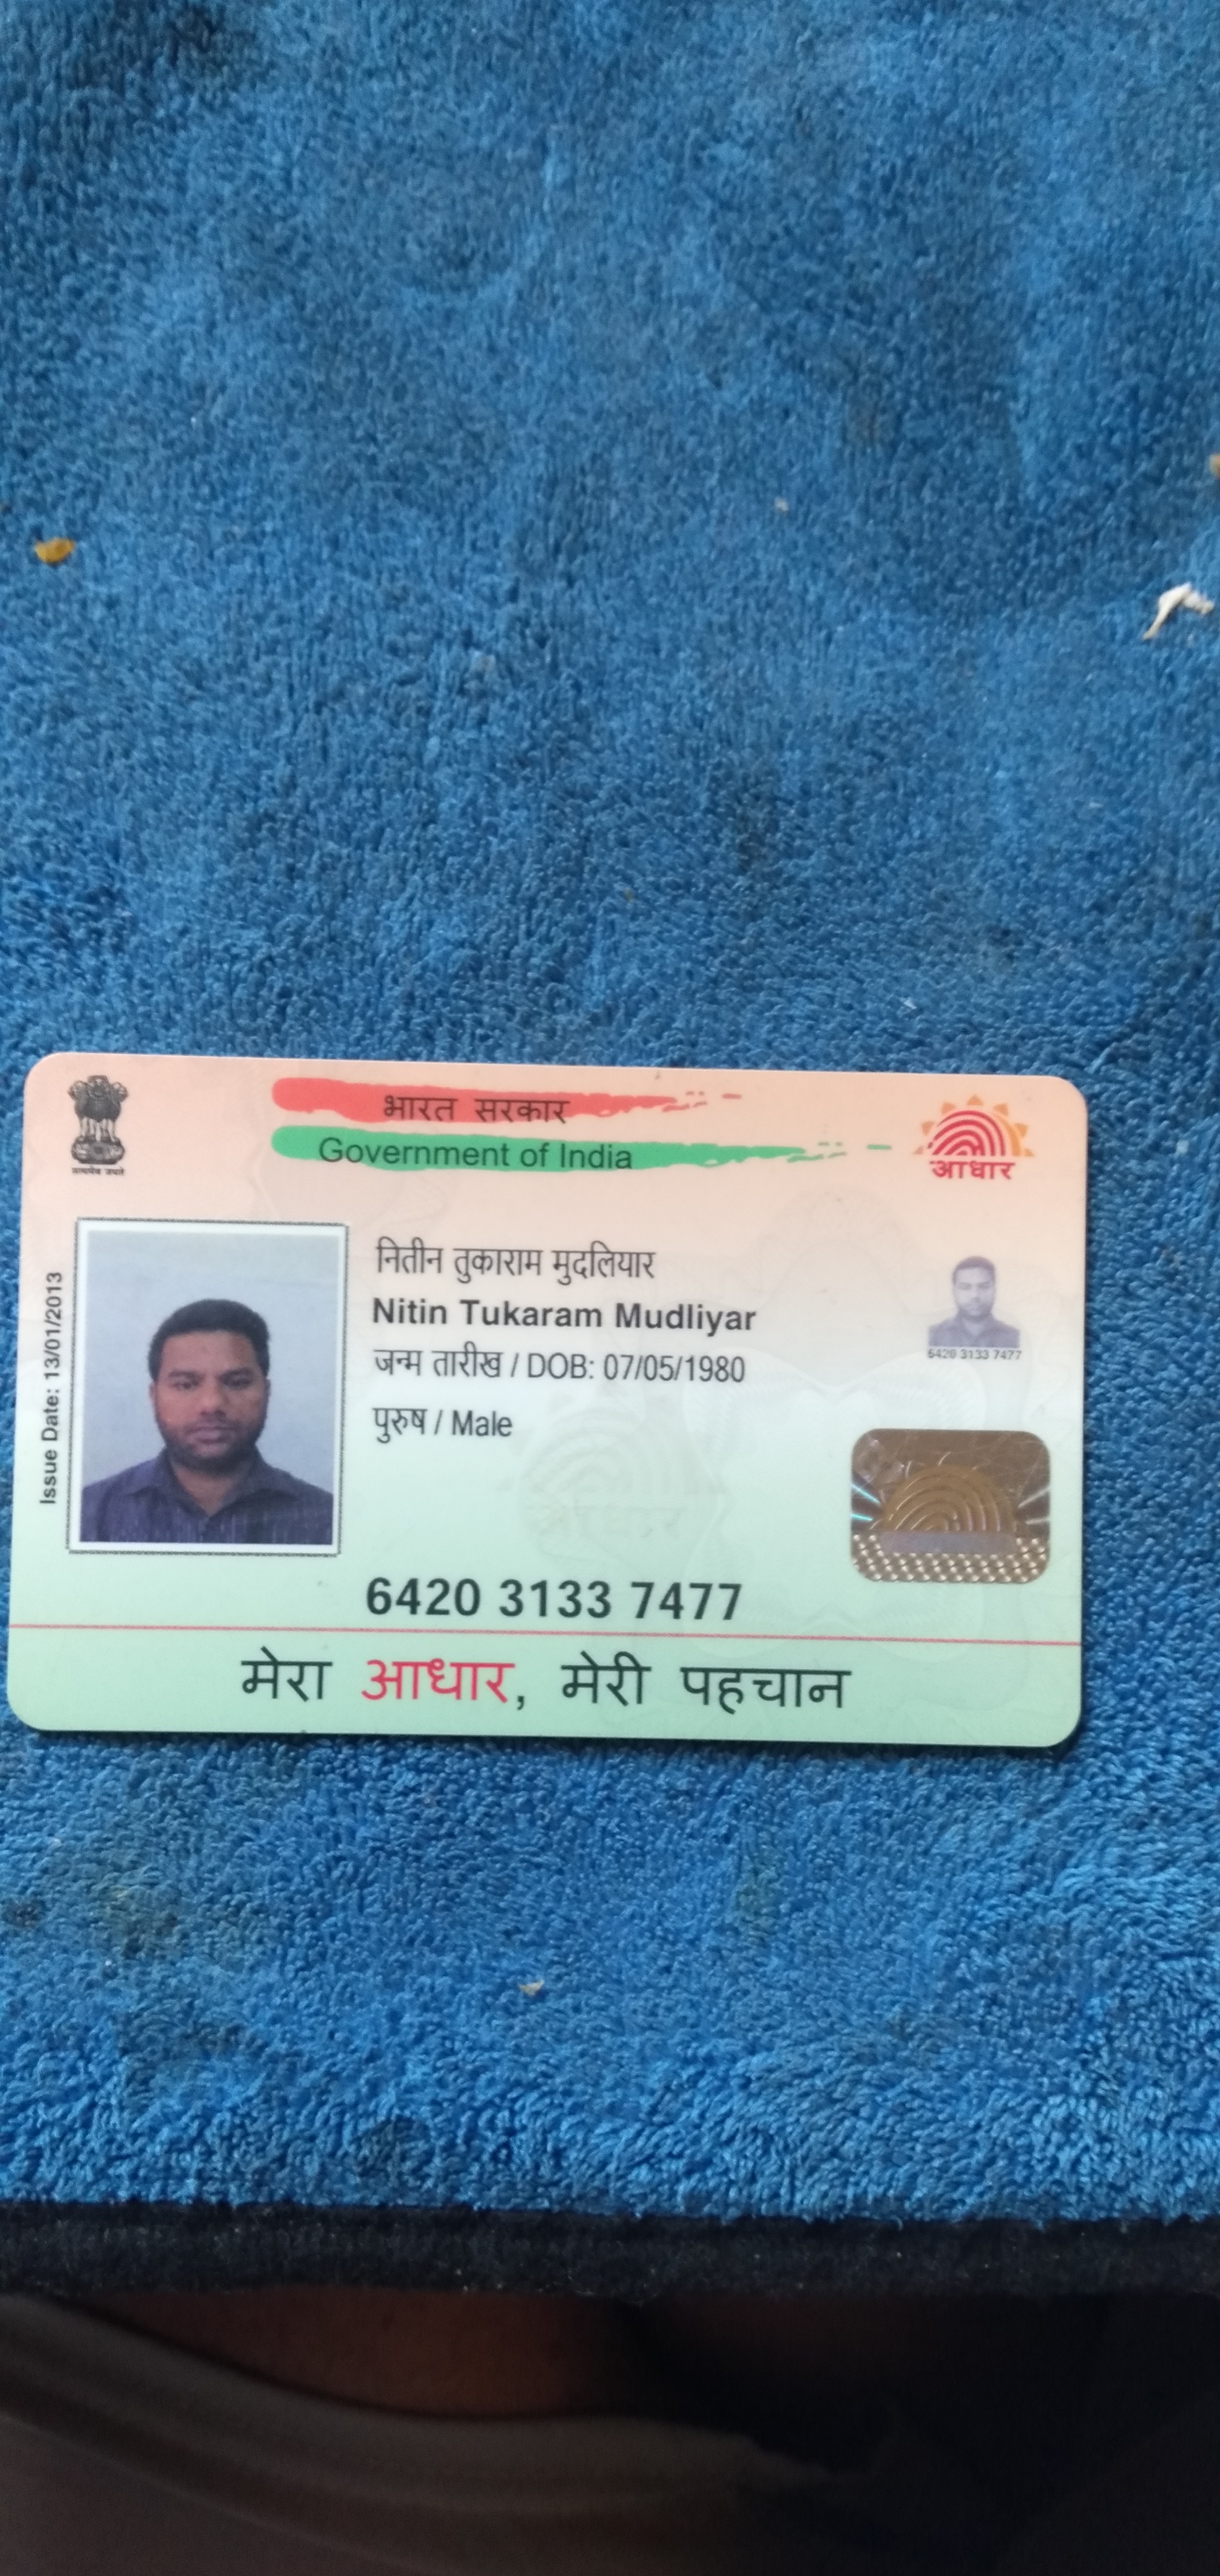 भारत सरकार
Government of India
सत्यमेव जयते
आधार
Issue Date: 13/01/2013
नितीन तुकाराम मुदलियार
Nitin Tukaram Mudliyar
जन्म तारीख / DOB: 07/05/1980
पुरुष / Male
6420 3133 7477
आधार
6420 3133 7477
मेरा आधार, मेरी पहचान